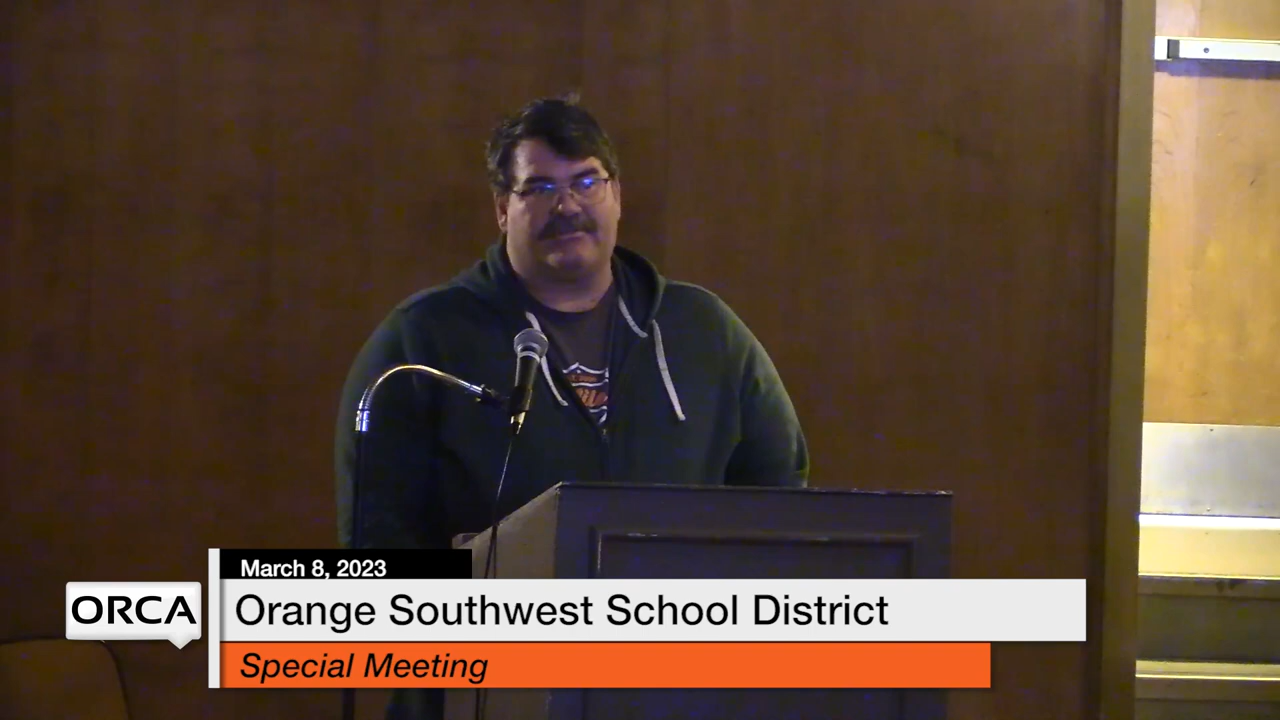 March 8, 2023
ORCA
Orange Southwest School District
Special Meeting